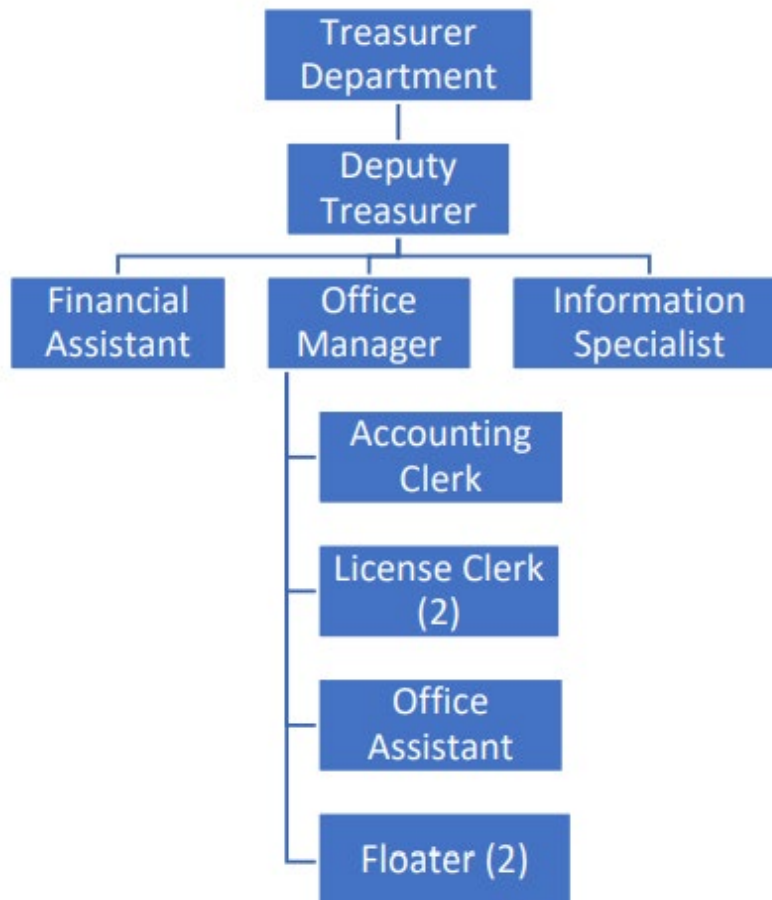 Treasurer
Department
Deputy
Treasurer
Financial
Assistant
Office
Manager
Information
Specialist
Accounting
Clerk
License Clerk
(2)
Office
Assistant
Floater (2)